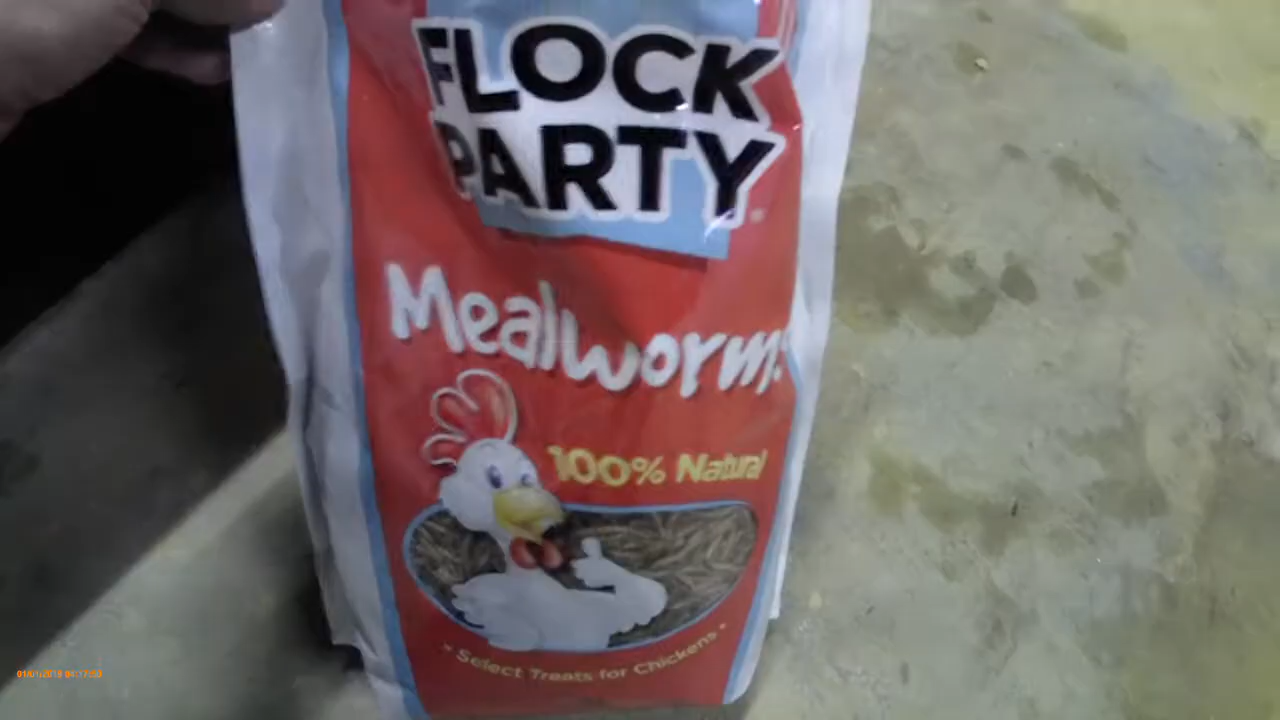 FLOCK
PARTY®
Mealworms
100% Natural
- Select Treats for Chickens -